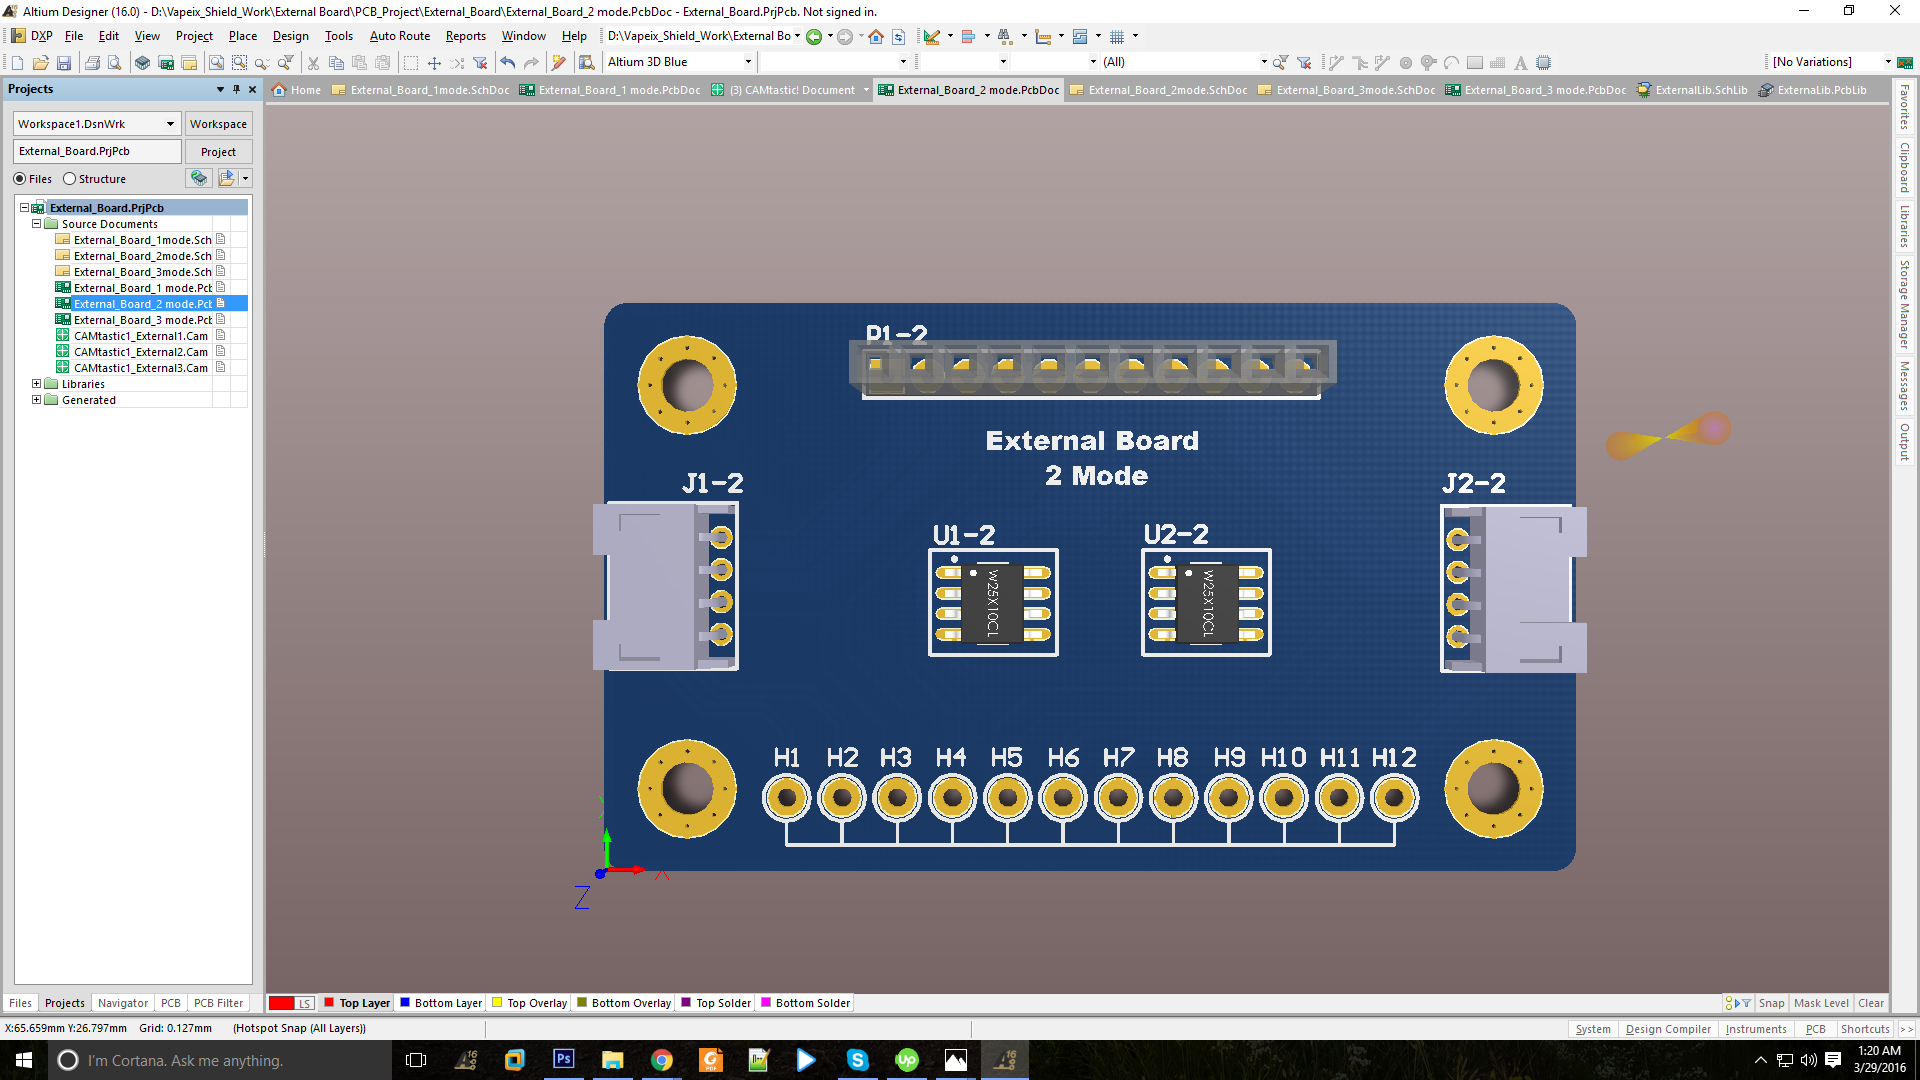 Altium Designer (16.0) - D:\Vapeix_Shield_Work\External Board\PCB_Project\External_Board\External_Board_2 mode.PcbDoc - External_Board.PrjPcb. Not signed in.
DXP File Edit View Project Place Design Tools Auto Route Reports Window Help D:\Vapeix_Shield_Work\External Bo
Altium 3D Blue (All) [No Variations]
Projects
Home External_Board_1mode.SchDoc External_Board_1 mode.PcbDoc (3) CAMtastic! Document External_Board_2 mode.PcbDoc External_Board_2mode.SchDoc External_Board_3mode.SchDoc External_Board_3 mode.PcbDoc ExternalLib.SchLib ExternaLib.PcbLib
Workspace1.DsnWrk Workspace
External_Board.PrjPcb Project
Files Structure
External_Board.PrjPcb
Source Documents
External_Board_1mode.Sch
External_Board_2mode.Sch
External_Board_3mode.Sch
External_Board_1 mode.Pcb
External_Board_2 mode.Pcb
External_Board_3 mode.Pcb
CAMtastic1_External1.Cam
CAMtastic1_External2.Cam
CAMtastic1_External3.Cam
Libraries
Generated
P1-2
External Board
2 Mode
J1-2
J2-2
U1-2
U2-2
W25X10CL
W25X10CL
H1 H2 H3 H4 H5 H6 H7 H8 H9 H10 H11 H12
Y
X
Z
Favorites
Clipboard
Libraries
Storage Manager
Messages
Output
Files Projects Navigator PCB PCB Filter
LS Top Layer Bottom Layer Top Overlay Bottom Overlay Top Solder Bottom Solder
Snap Mask Level Clear
X:65.659mm Y:26.797mm Grid: 0.127mm (Hotspot Snap (All Layers))
System Design Compiler Instruments PCB Shortcuts >>
I'm Cortana. Ask me anything.
16
Ps
PDF
S
up
16
1:20 AM
3/29/2016